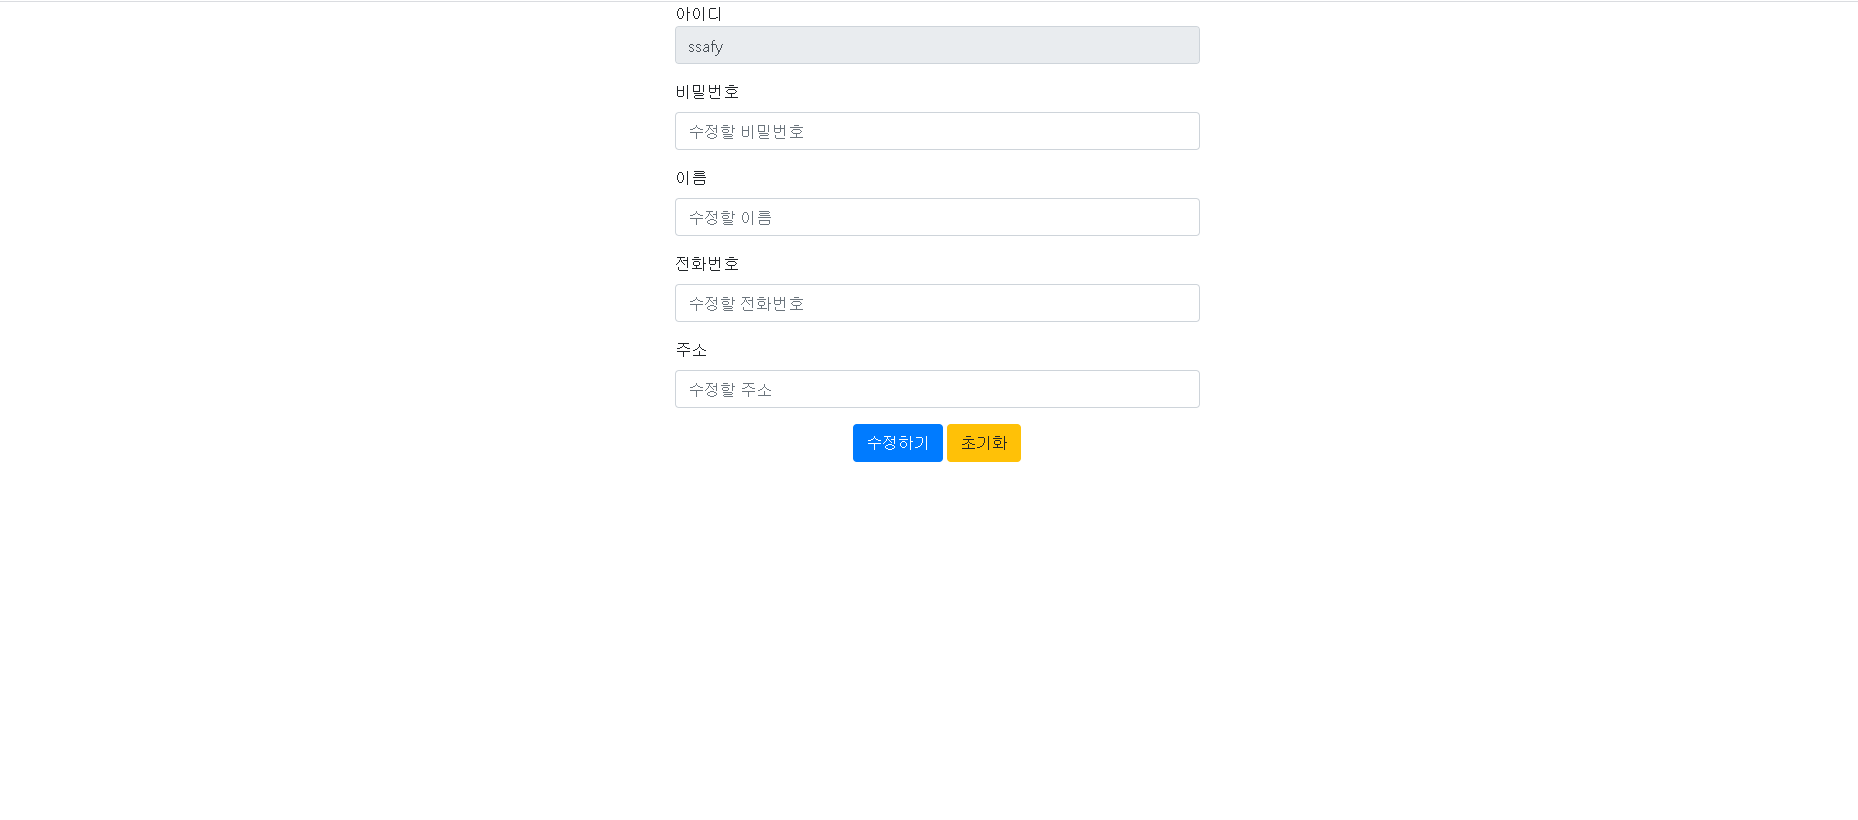 아이디
ssafy
비밀번호
수정할 비밀번호
이름
수정할 이름
전화번호
수정할 전화번호
주소
수정할 주소
수정하기 초기화